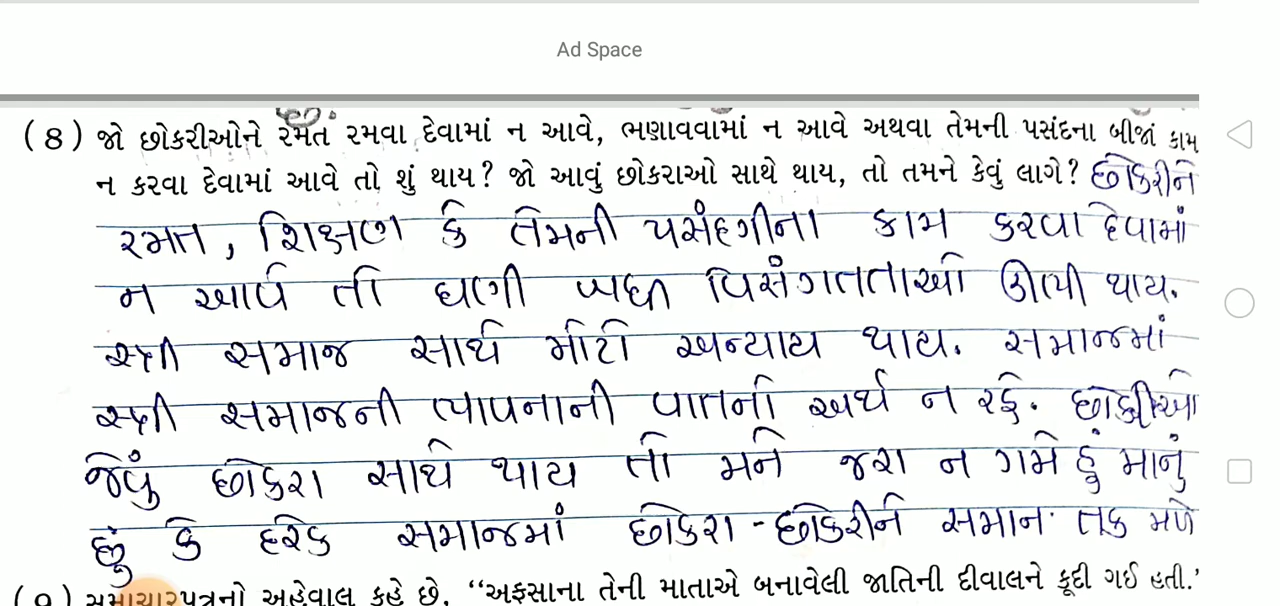 Ad Space
(8) જો છોકરીઓને રમત રમવા દેવામાં ન આવે, ભણાવવામાં ન આવે અથવા તેમની પસંદના બીજાં કામ
ન કરવા દેવામાં આવે તો શું થાય? જો આવું છોકરાઓ સાથે થાય, તો તમને કેવું લાગે? છોકરીને
રમત, શિક્ષણ કે તેમની પસંદગીના કામ કરવા દેવામાં
ન આવે તો ઘણી બધી વિસંગતતાઓ ઊભી થાય.
સ્ત્રી સમાજ સાથે મોટો અન્યાય થાય. સમાજમાં
સ્ત્રી સમાજની સ્થાપનાની વાતનો અર્થ ન રહે. છોકરીઓ
જેવું છોકરા સાથે થાય તો મને જરા ન ગમે હું માનું
છું કે દરેક સમાજમાં છોકરા-છોકરીને સમાન તક મળે
(9) સમાચારપત્રનો અહેવાલ કહે છે, “અફસાના તેની માતાએ બનાવેલી જાતિની દીવાલને કૂદી ગઈ હતી.’